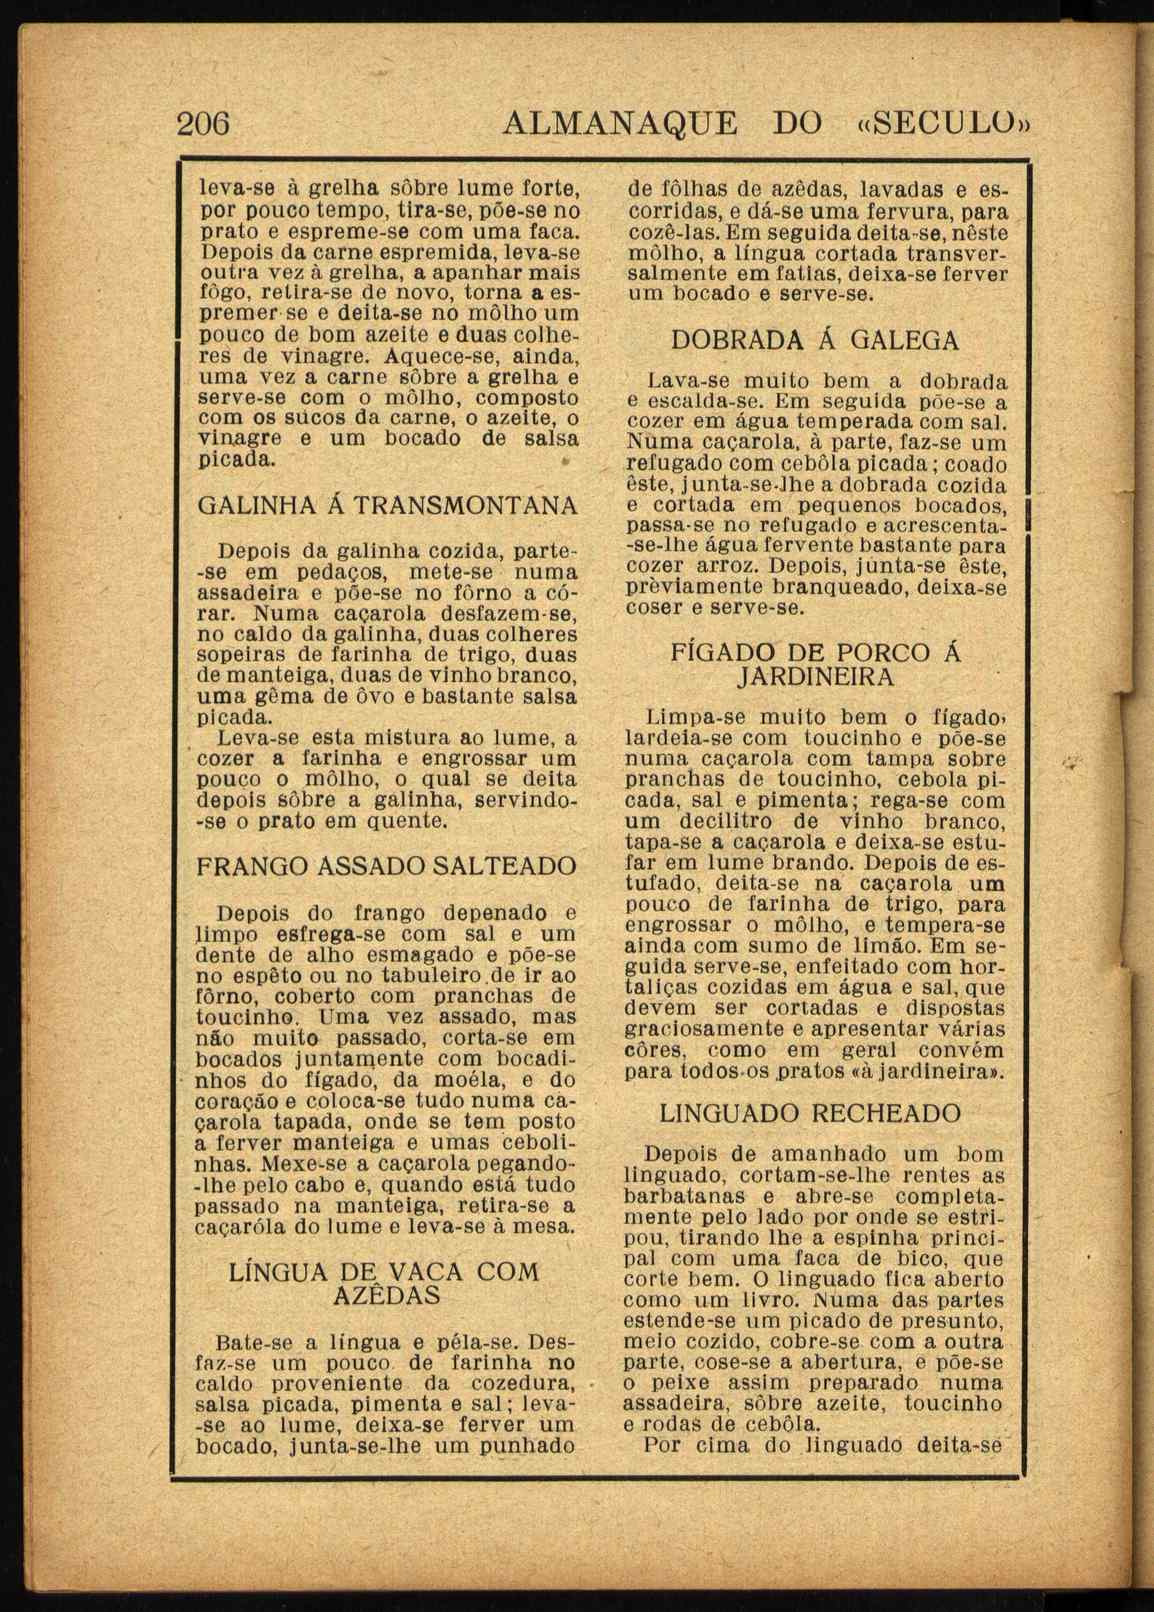 206 ALMANAQUE DO «SECULO»
leva-se à grelha sôbre lume forte,
por pouco tempo, tira-se, põe-se no
prato e espreme-se com uma faca.
Depois da carne espremida, leva-se
outra vez à grelha, a apanhar mais
fôgo, retira-se de novo, torna a es-
premer-se e deita-se no môlho um
pouco de bom azeite e duas colhe-
res de vinagre. Aquece-se, ainda,
uma vez a carne sôbre a grelha e
serve-se com o môlho, composto
com os sucos da carne, o azeite, o
vinagre e um bocado de salsa
picada.
GALINHA Á TRANSMONTANA
Depois da galinha cozida, parte-
-se em pedaços, mete-se numa
assadeira e põe-se no fôrno a có-
rar. Numa caçarola desfazem-se,
no caldo da galinha, duas colheres
sopeiras de farinha de trigo, duas
de manteiga, duas de vinho branco,
uma gêma de ôvo e bastante salsa
picada.
Leva-se esta mistura ao lume, a
cozer a farinha e engrossar um
pouco o môlho, o qual se deita
depois sôbre a galinha, servindo-
-se o prato em quente.
FRANGO ASSADO SALTEADO
Depois do frango depenado e
limpo esfrega-se com sal e um
dente de alho esmagado e põe-se
no espêto ou no tabuleiro de ir ao
fôrno, coberto com pranchas de
toucinho. Uma vez assado, mas
não muito passado, corta-se em
bocados juntamente com bocadi-
nhos do fígado, da moéla, e do
coração e coloca-se tudo numa ca-
çarola tapada, onde se tem posto
a ferver manteiga e umas ceboli-
nhas. Mexe-se a caçarola pegando-
-lhe pelo cabo e, quando está tudo
passado na manteiga, retira-se a
caçaróla do lume e leva-se à mesa.
LÍNGUA DE VACA COM
AZÊDAS
Bate-se a língua e péla-se. Des-
faz-se um pouco de farinha no
caldo proveniente da cozedura,
salsa picada, pimenta e sal; leva-
-se ao lume, deixa-se ferver um
bocado, junta-se-lhe um punhado
de fôlhas de azêdas, lavadas e es-
corridas, e dá-se uma fervura, para
cozê-las. Em seguida deita-se, nêste
môlho, a língua cortada transver-
salmente em fatias, deixa-se ferver
um bocado e serve-se.
DOBRADA Á GALEGA
Lava-se muito bem a dobrada
e escalda-se. Em seguida põe-se a
cozer em água temperada com sal.
Numa caçarola, à parte, faz-se um
refugado com cebôla picada; coado
êste, junta-se-lhe a dobrada cozida
e cortada em pequenos bocados,
passa-se no refugado e acrescenta-
-se-lhe água fervente bastante para
cozer arroz. Depois, junta-se êste,
prèviamente branqueado, deixa-se
coser e serve-se.
FÍGADO DE PORCO Á
JARDINEIRA
Limpa-se muito bem o fígado,
lardeia-se com toucinho e põe-se
numa caçarola com tampa sobre
pranchas de toucinho, cebola pi-
cada, sal e pimenta; rega-se com
um decilitro de vinho branco,
tapa-se a caçarola e deixa-se estu-
far em lume brando. Depois de es-
tufado, deita-se na caçarola um
pouco de farinha de trigo, para
engrossar o môlho, e tempera-se
ainda com sumo de limão. Em se-
guida serve-se, enfeitado com hor-
taliças cozidas em água e sal, que
devem ser cortadas e dispostas
graciosamente e apresentar várias
côres, como em geral convém
para todos os pratos «à jardineira».
LINGUADO RECHEADO
Depois de amanhado um bom
linguado, cortam-se-lhe rentes as
barbatanas e abre-se completa-
mente pelo lado por onde se estri-
pou, tirando lhe a espinha princi-
pal com uma faca de bico, que
corte bem. O linguado fica aberto
como um livro. Numa das partes
estende-se um picado de presunto,
meio cozido, cobre-se com a outra
parte, cose-se a abertura, e põe-se
o peixe assim preparado numa
assadeira, sôbre azeite, toucinho
e rodas de cebôla.
Por cima do linguado deita-se